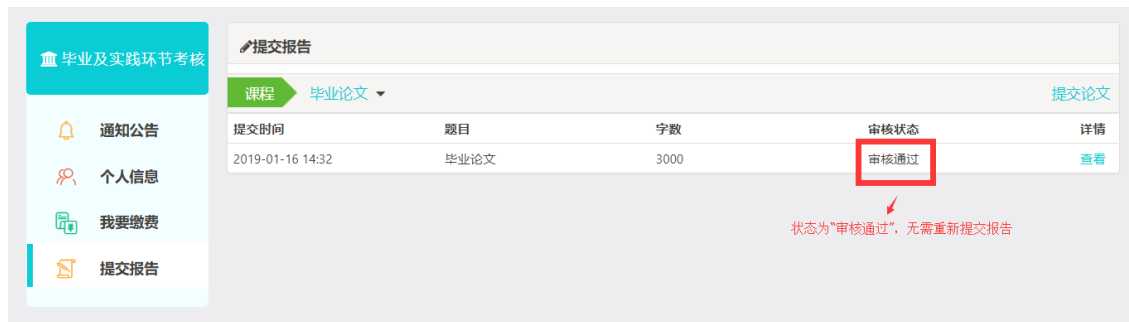 毕业及实践环节考核
通知公告
个人信息
我要缴费
提交报告
提交报告
课程 毕业论文 提交论文
提交时间 题目 字数 审核状态 详情
2019-01-16 14:32 毕业论文 3000 审核通过 查看
状态为“审核通过”，无需重新提交报告